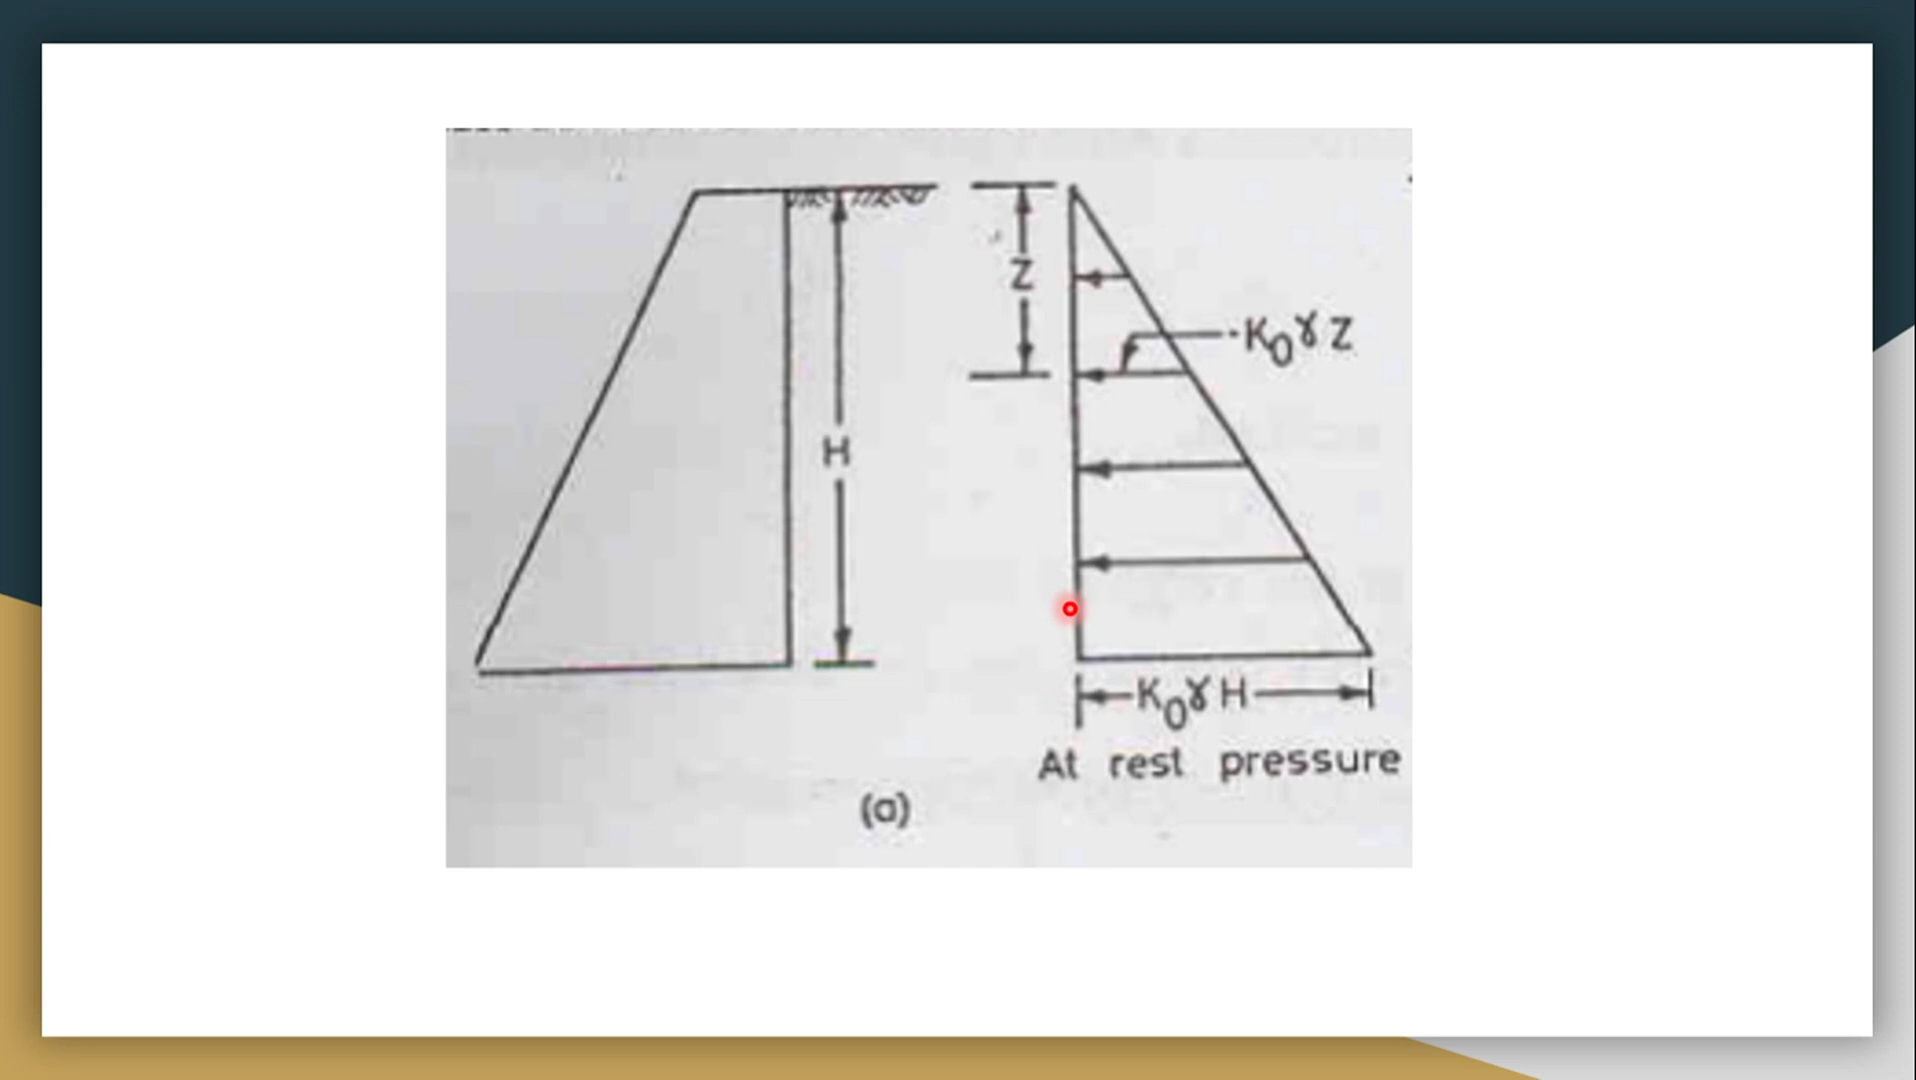 Z
-K₀γZ
H
K₀γH
At rest pressure
(a)